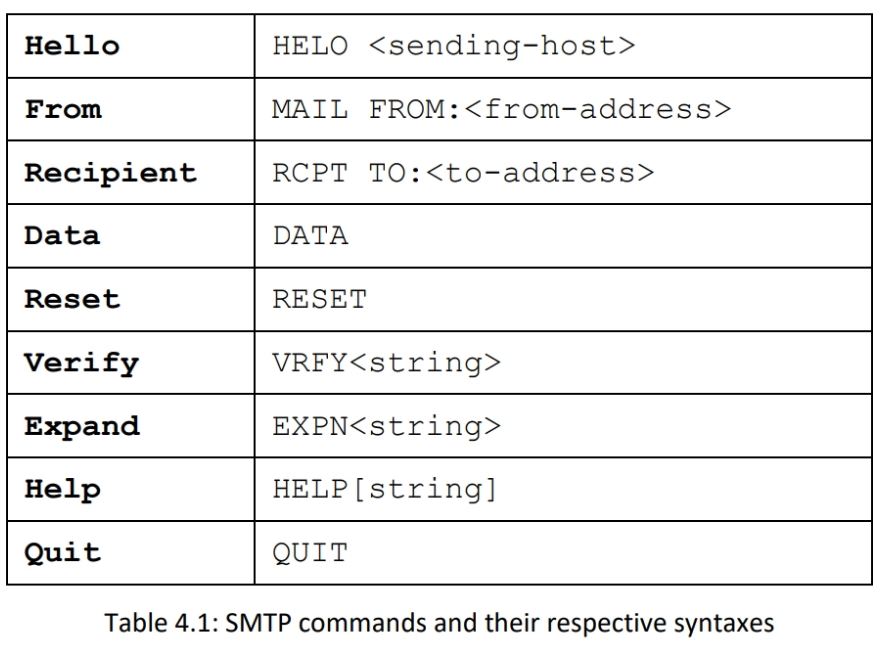 Hello HELO <sending-host>
From MAIL FROM:<from-address>
Recipient RCPT TO:<to-address>
Data DATA
Reset RESET
Verify VRFY<string>
Expand EXPN<string>
Help HELP[string]
Quit QUIT
Table 4.1: SMTP commands and their respective syntaxes